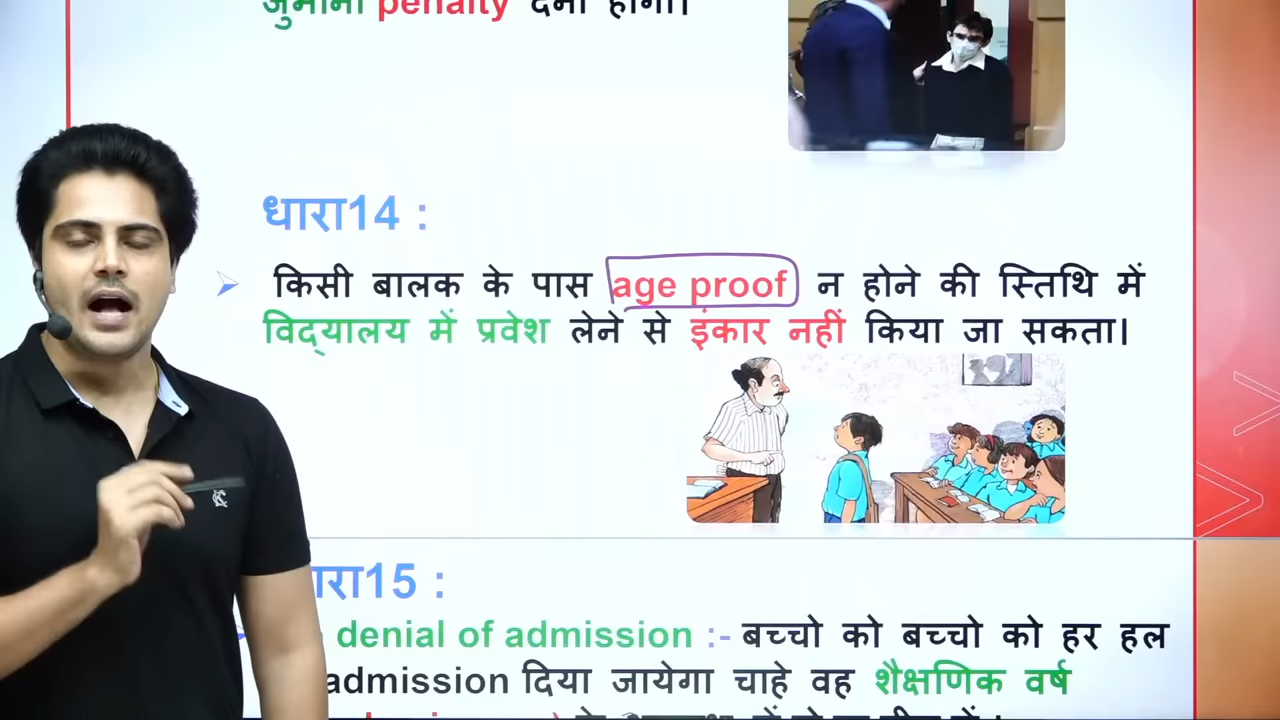 जुर्माना penalty देना होगा।
धारा14 :
किसी बालक के पास age proof न होने की स्तिथि में
विद्यालय में प्रवेश लेने से इंकार नहीं किया जा सकता।
धारा15 :
denial of admission :- बच्चो को बच्चो को हर हल
admission दिया जायेगा चाहे वह शैक्षणिक वर्ष